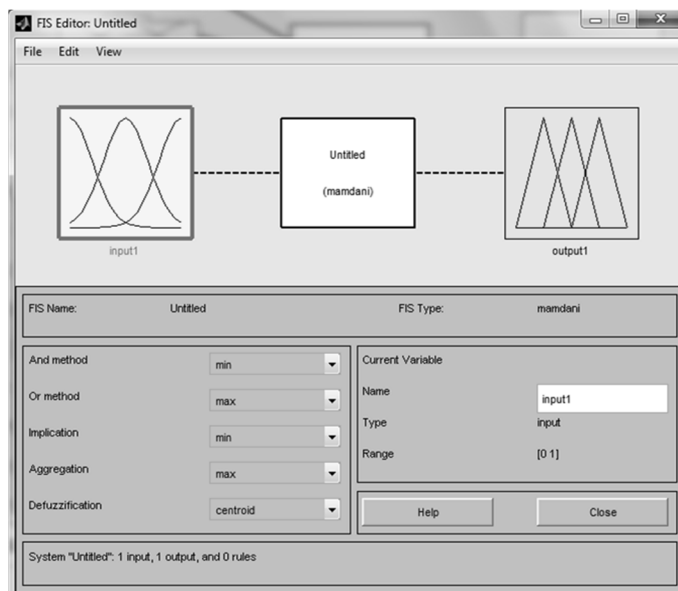 FIS Editor: Untitled
File Edit View
Untitled
(mamdani)
input1
output1
FIS Name: Untitled FIS Type: mamdani
And method min
Or method max
Implication min
Aggregation max
Defuzzification centroid
Current Variable
Name input1
Type input
Range [0 1]
Help Close
System "Untitled": 1 input, 1 output, and 0 rules